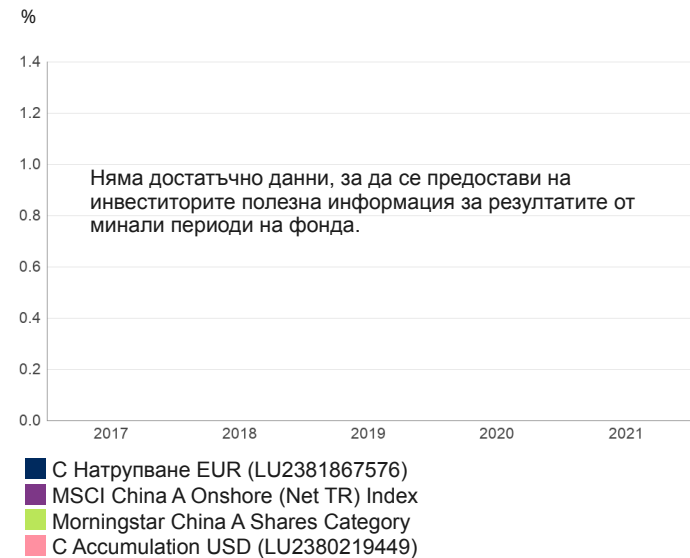 %
1.4
1.2
1.0
0.8
0.6
0.4
0.2
0.0
Няма достатъчно данни, за да се предостави на
инвеститорите полезна информация за резултатите от
минали периоди на фонда.
2017 2018 2019 2020 2021
С Натрупване EUR (LU2381867576)
MSCI China A Onshore (Net TR) Index
Morningstar China A Shares Category
C Accumulation USD (LU2380219449)